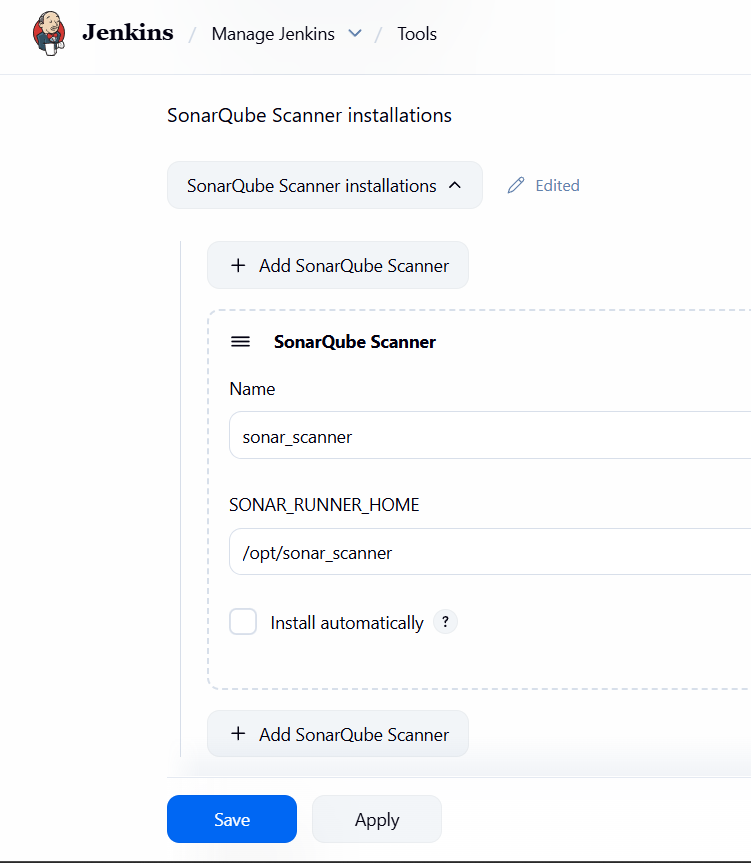 Jenkins / Manage Jenkins / Tools
SonarQube Scanner installations
SonarQube Scanner installations Edited
+ Add SonarQube Scanner
SonarQube Scanner
Name
sonar_scanner
SONAR_RUNNER_HOME
/opt/sonar_scanner
Install automatically ?
+ Add SonarQube Scanner
Save Apply